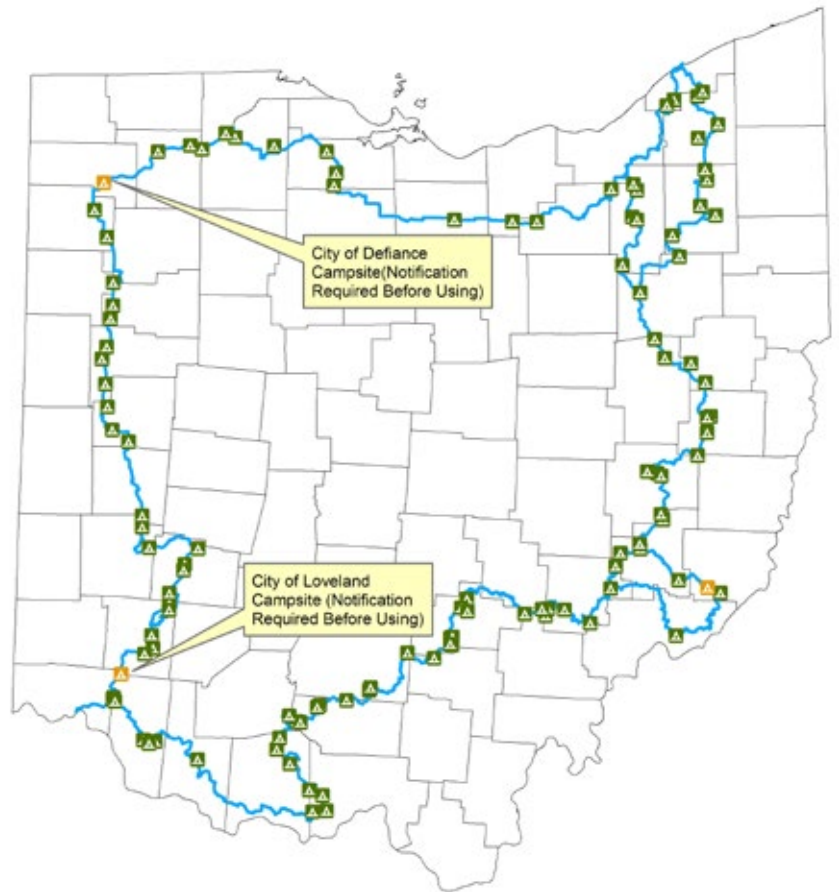 City of Defiance
Campsite(Notification
Required Before Using)
City of Loveland
Campsite (Notification
Required Before Using)